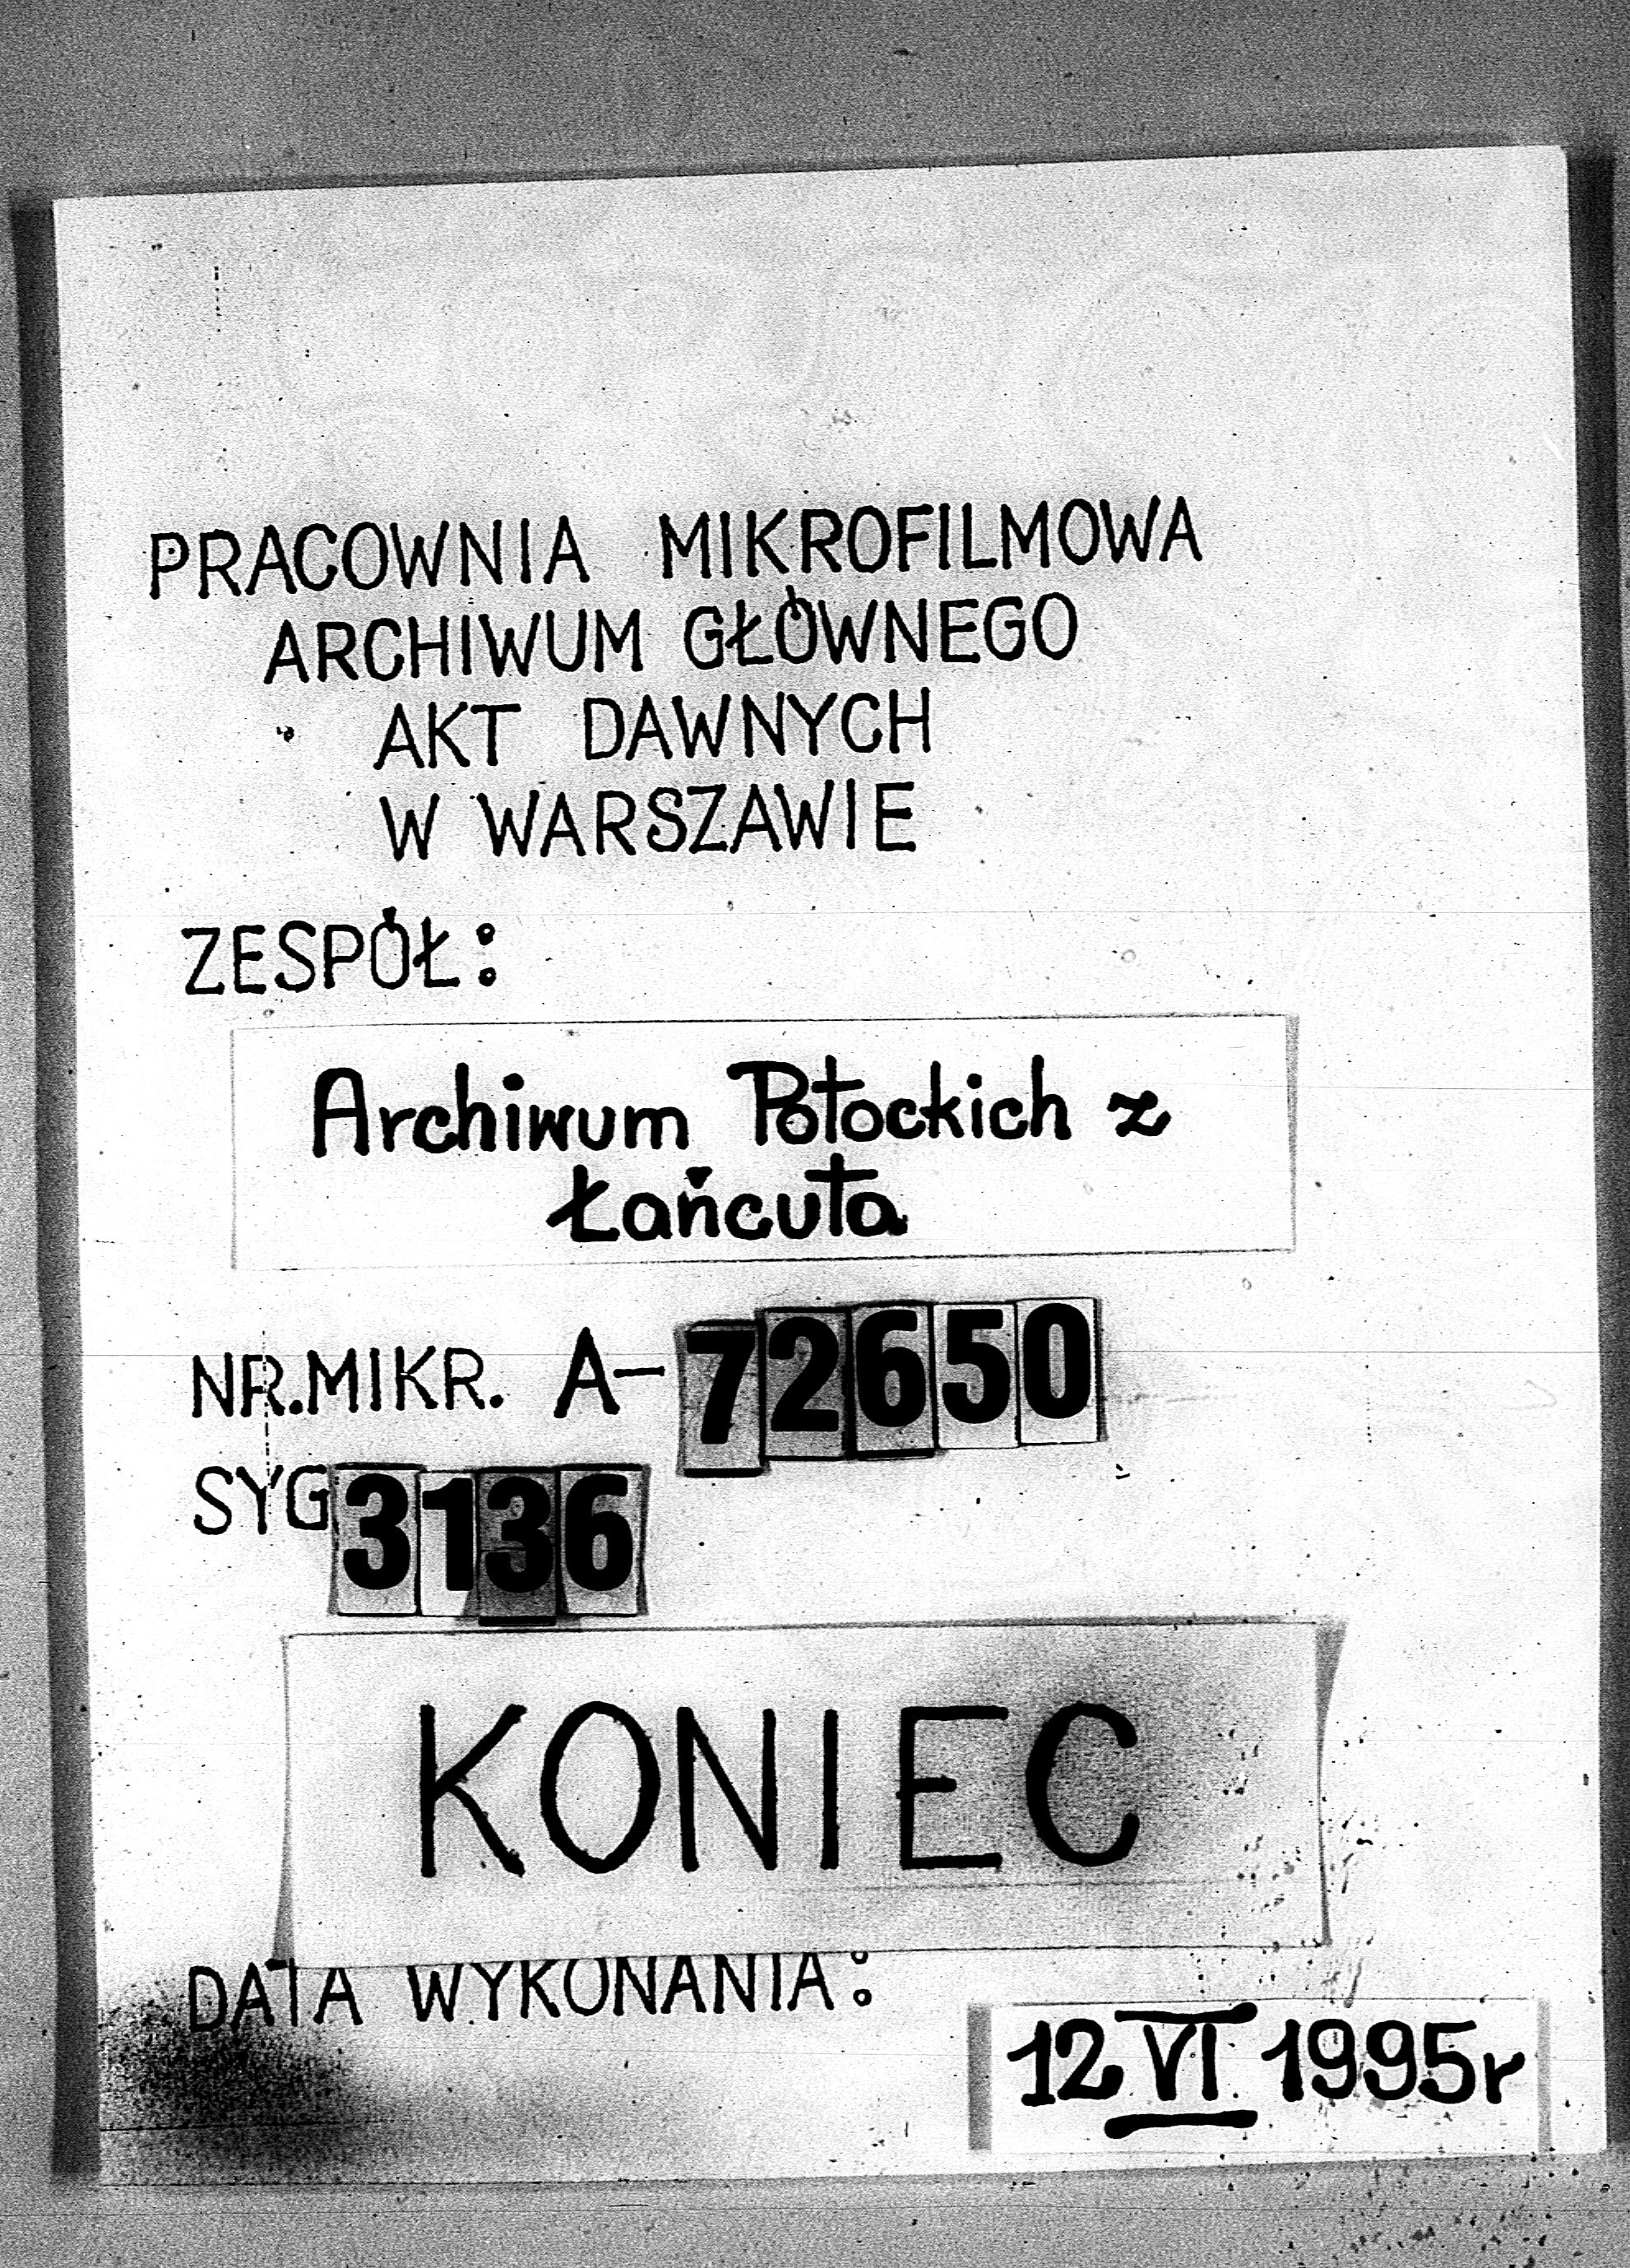 PRACOWNIA MIKROFILMOWA
ARCHIWUM GŁÓWNEGO
AKT DAWNYCH
W WARSZAWIE
ZESPÓŁ:
Archiwum Potockich z
Łańcuta
NR.MIKR. A-72650
SYG 3136
KONIEC
DATA WYKONANIA:
12 VI 1995r